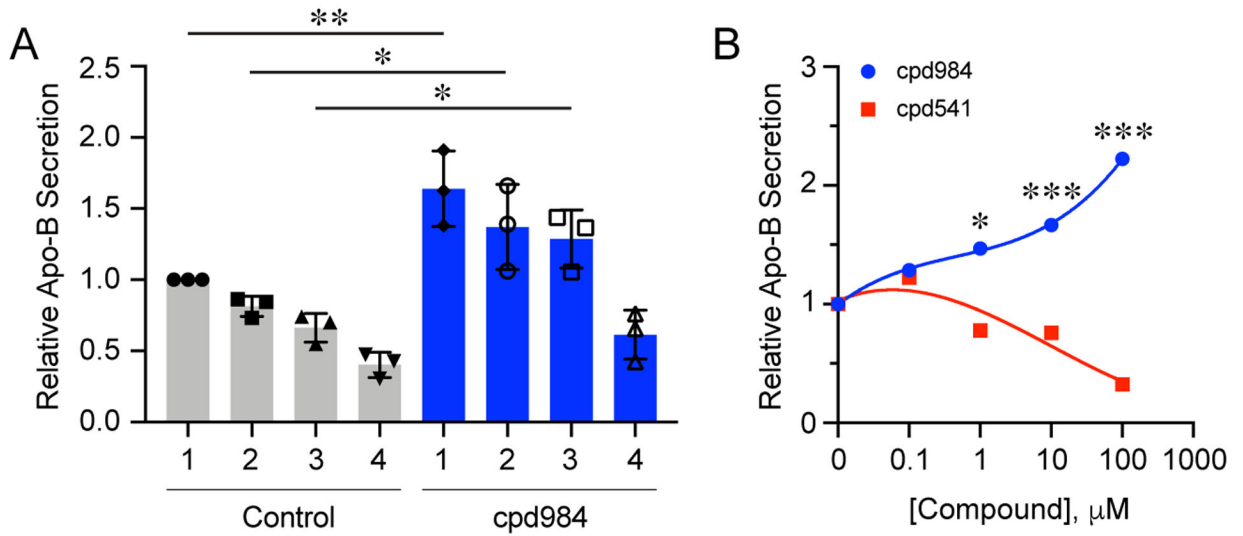 A
**
*
*
Relative Apo-B Secretion
2.5
2.0
1.5
1.0
0.5
0.0
1 2 3 4 1 2 3 4
Control cpd984
B
cpd984
cpd541
Relative Apo-B Secretion
3
2
1
0
* *** ***
0 0.1 1 10 100 1000
[Compound], μM